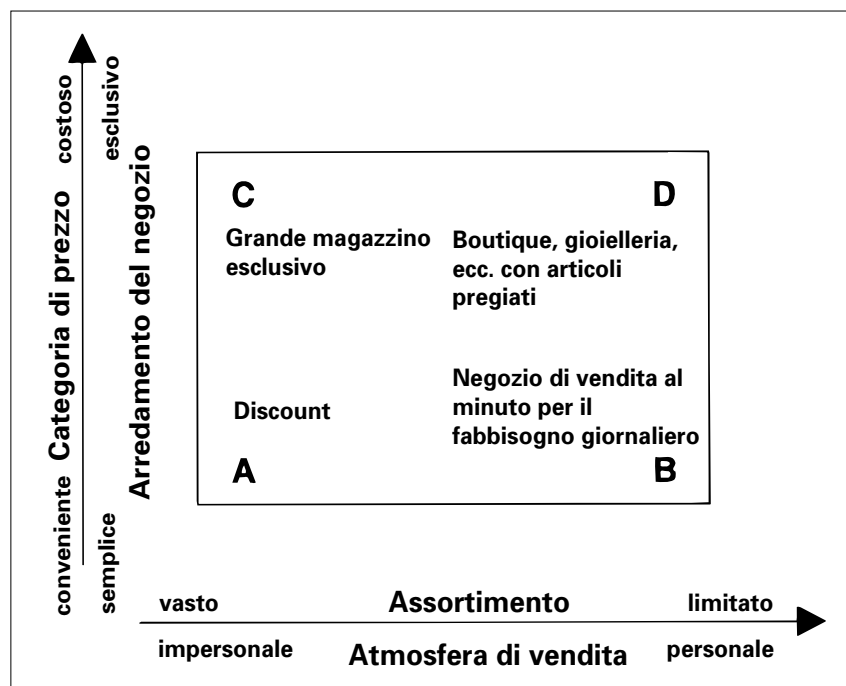 costoso
Categoria di prezzo
conveniente
esclusivo
Arredamento del negozio
semplice
C
Grande magazzino
esclusivo
D
Boutique, gioielleria,
ecc. con articoli
pregiati
Discount
A
Negozio di vendita al
minuto per il
fabbisogno giornaliero
B
vasto Assortimento limitato
impersonale Atmosfera di vendita personale